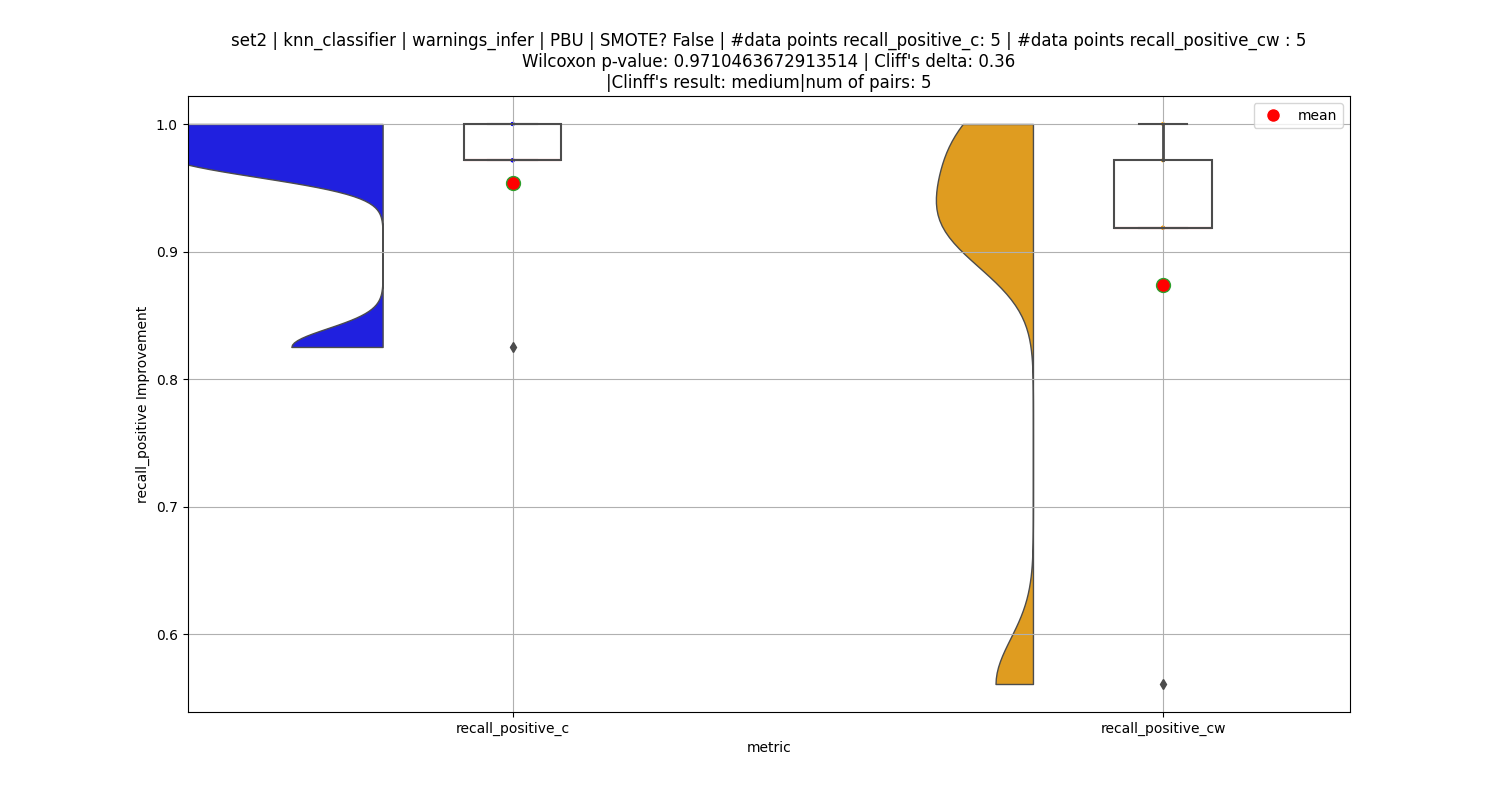 set2 | knn_classifier | warnings_infer | PBU | SMOTE? False | #data points recall_positive_c: 5 | #data points recall_positive_cw : 5
Wilcoxon p-value: 0.9710463672913514 | Cliff's delta: 0.36
|Clinff's result: medium|num of pairs: 5
mean
1.0
0.9
0.8
0.7
0.6
recall_positive Improvement
recall_positive_c
recall_positive_cw
metric